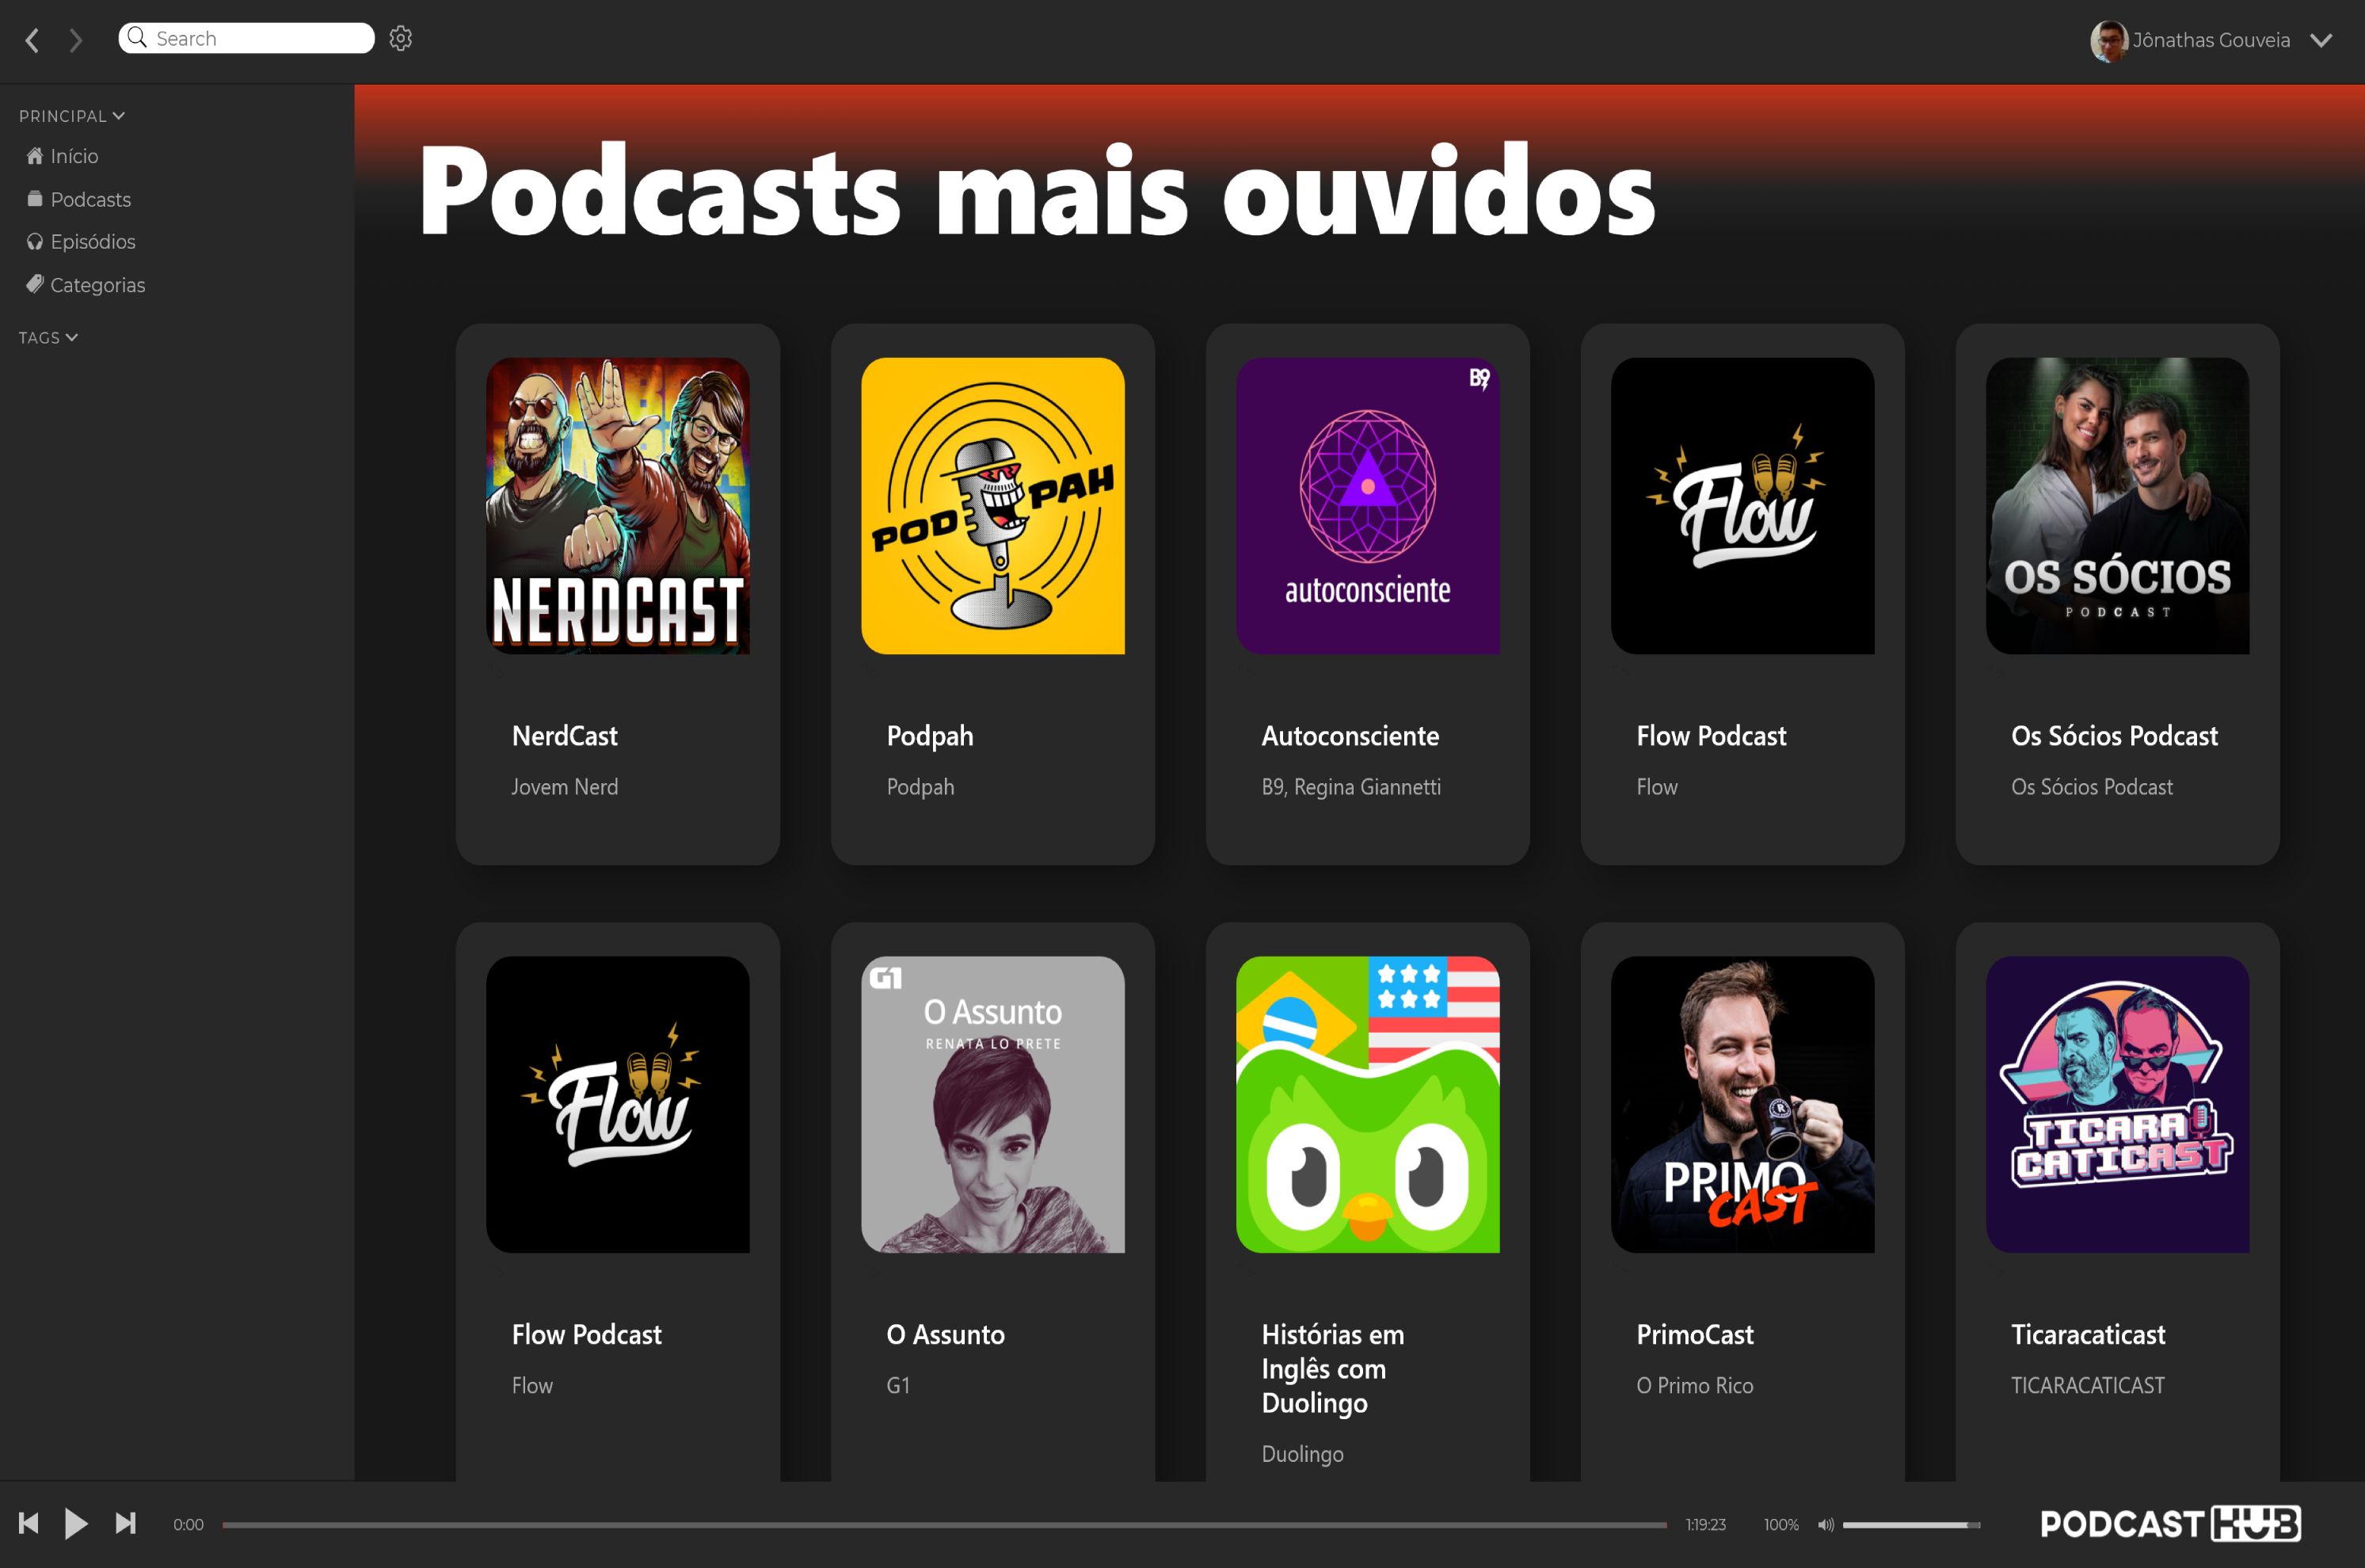 Search
Jônathas Gouveia
PRINCIPAL
Início
Podcasts
Episódios
Categorias
TAGS
Podcasts mais ouvidos
NERDCAST
POD PAH
B9
autoconsciente
Flow
OS SÓCIOS
PODCAST
NerdCast
Jovem Nerd
Podpah
Podpah
Autoconsciente
B9, Regina Giannetti
Flow Podcast
Flow
Os Sócios Podcast
Os Sócios Podcast
Flow
G1
O Assunto
RENATA LO PRETE
R
PRIMO
CAST
TICARA
CATICAST
Flow Podcast
Flow
O Assunto
G1
Histórias em
Inglês com
Duolingo
Duolingo
PrimoCast
O Primo Rico
Ticaracaticast
TICARACATICAST
0:00
1:19:23
100%
PODCAST HUB